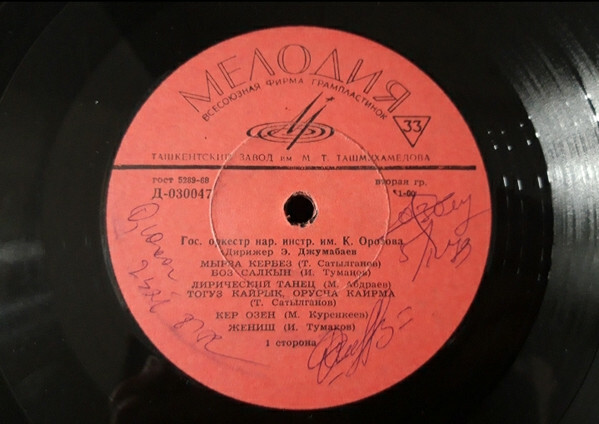 МЕЛОДИЯ
ВСЕСОЮЗНАЯ ФИРМА ГРАМПЛАСТИНОК
33
ТАШКЕНТСКИЙ ЗАВОД им. М. Т. ТАШМУХАМЕДОВА
гост 5289-68
вторая гр.
Д-030047
Гос. оркестр нар. инстр. им. К. Орозова
Дирижер Э. Джумабаев
МЫРЗА КЕРБЕЗ (Т. Сатылганов)
БОЗ САЛКЫН (И. Туманов)
ЛИРИЧЕСКИЙ ТАНЕЦ (М. Абдраев)
ТОГУЗ КАЙРЫК, ОРУСЧА КАИРМА
(Т. Сатылганов)
КЕР ОЗЕН (М. Куренкеев)
ЖЕНИШ (И. Тумаков)
1 сторона